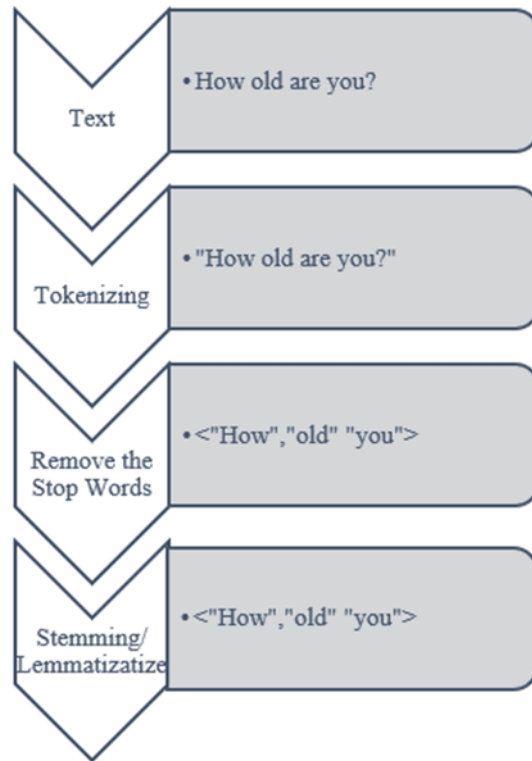 Text
•How old are you?
Tokenizing
•"How old are you?"
Remove the
Stop Words
•<"How","old" "you">
Stemming/
Lemmatizatize
•<"How","old" "you">